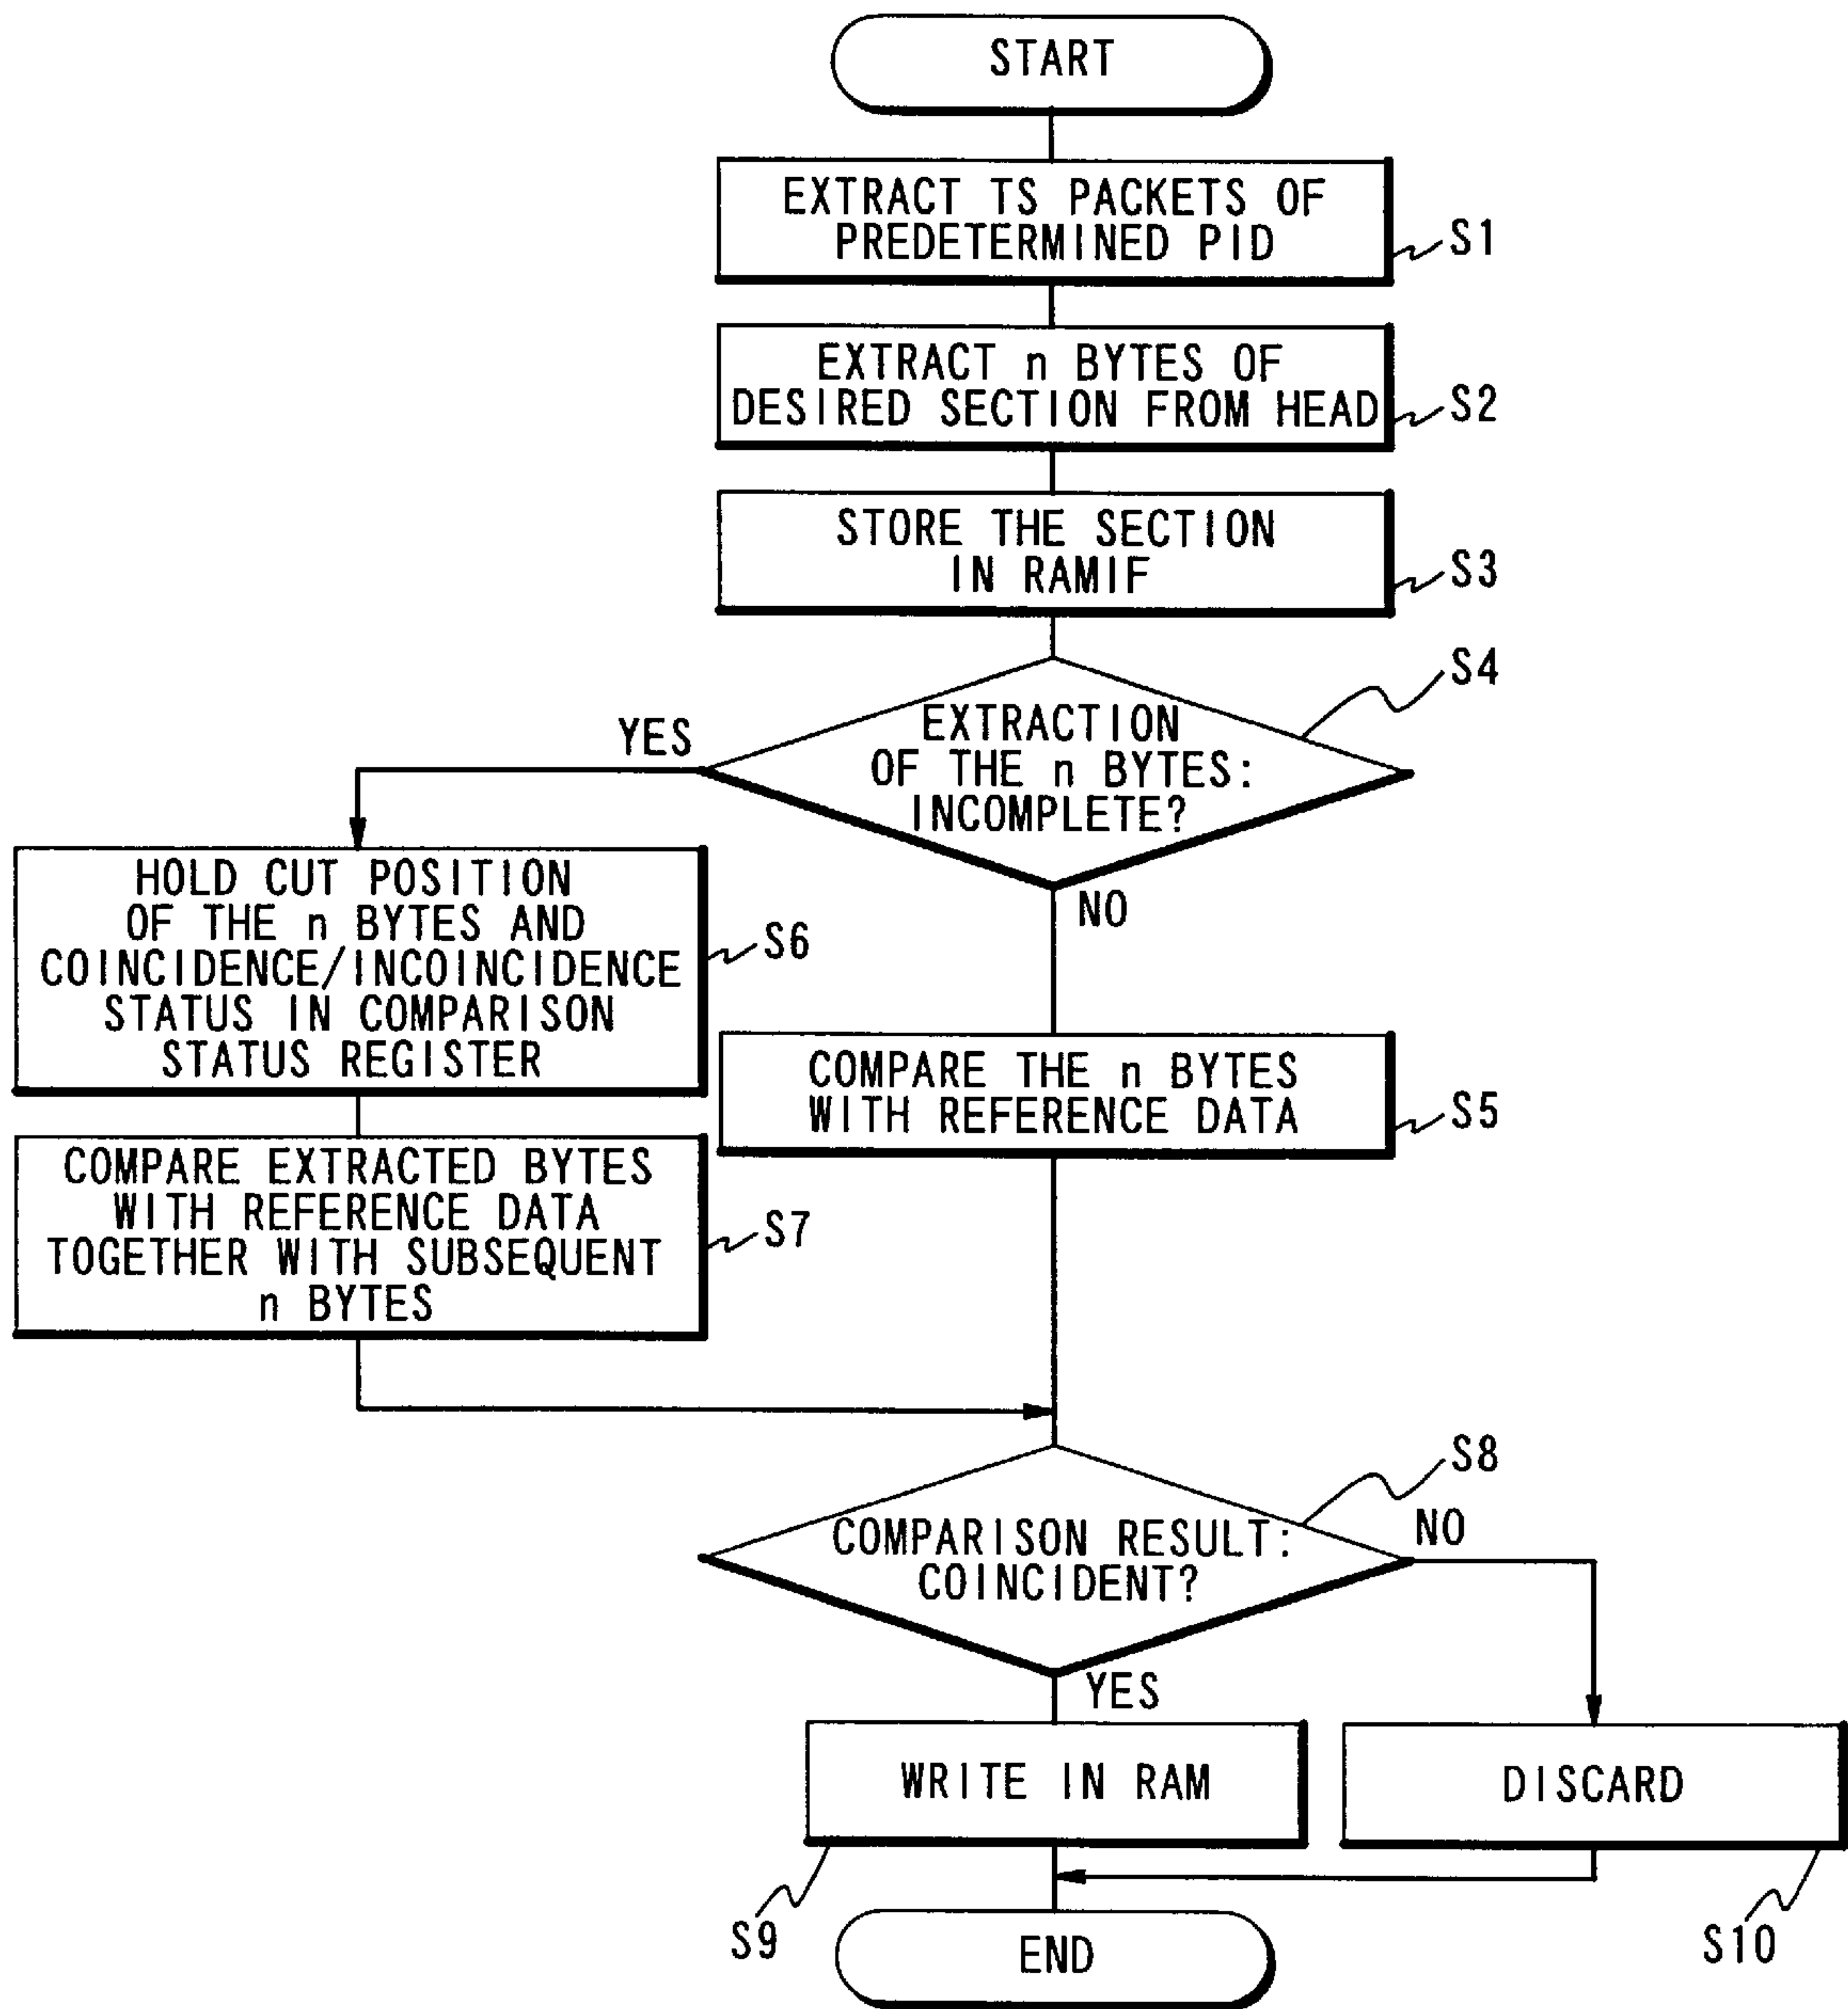 START
EXTRACT TS PACKETS OF
PREDETERMINED PID
S1
EXTRACT n BYTES OF
DESIRED SECTION FROM HEAD
S2
STORE THE SECTION
IN RAMIF
S3
S4
EXTRACTION
OF THE n BYTES:
INCOMPLETE?
YES
NO
HOLD CUT POSITION
OF THE n BYTES AND
COINCIDENCE/INCOINCIDENCE
STATUS IN COMPARISON
STATUS REGISTER
S6
COMPARE THE n BYTES
WITH REFERENCE DATA
S5
COMPARE EXTRACTED BYTES
WITH REFERENCE DATA
TOGETHER WITH SUBSEQUENT
n BYTES
S7
S8
COMPARISON RESULT:
COINCIDENT?
NO
YES
WRITE IN RAM
DISCARD
S9
S10
END